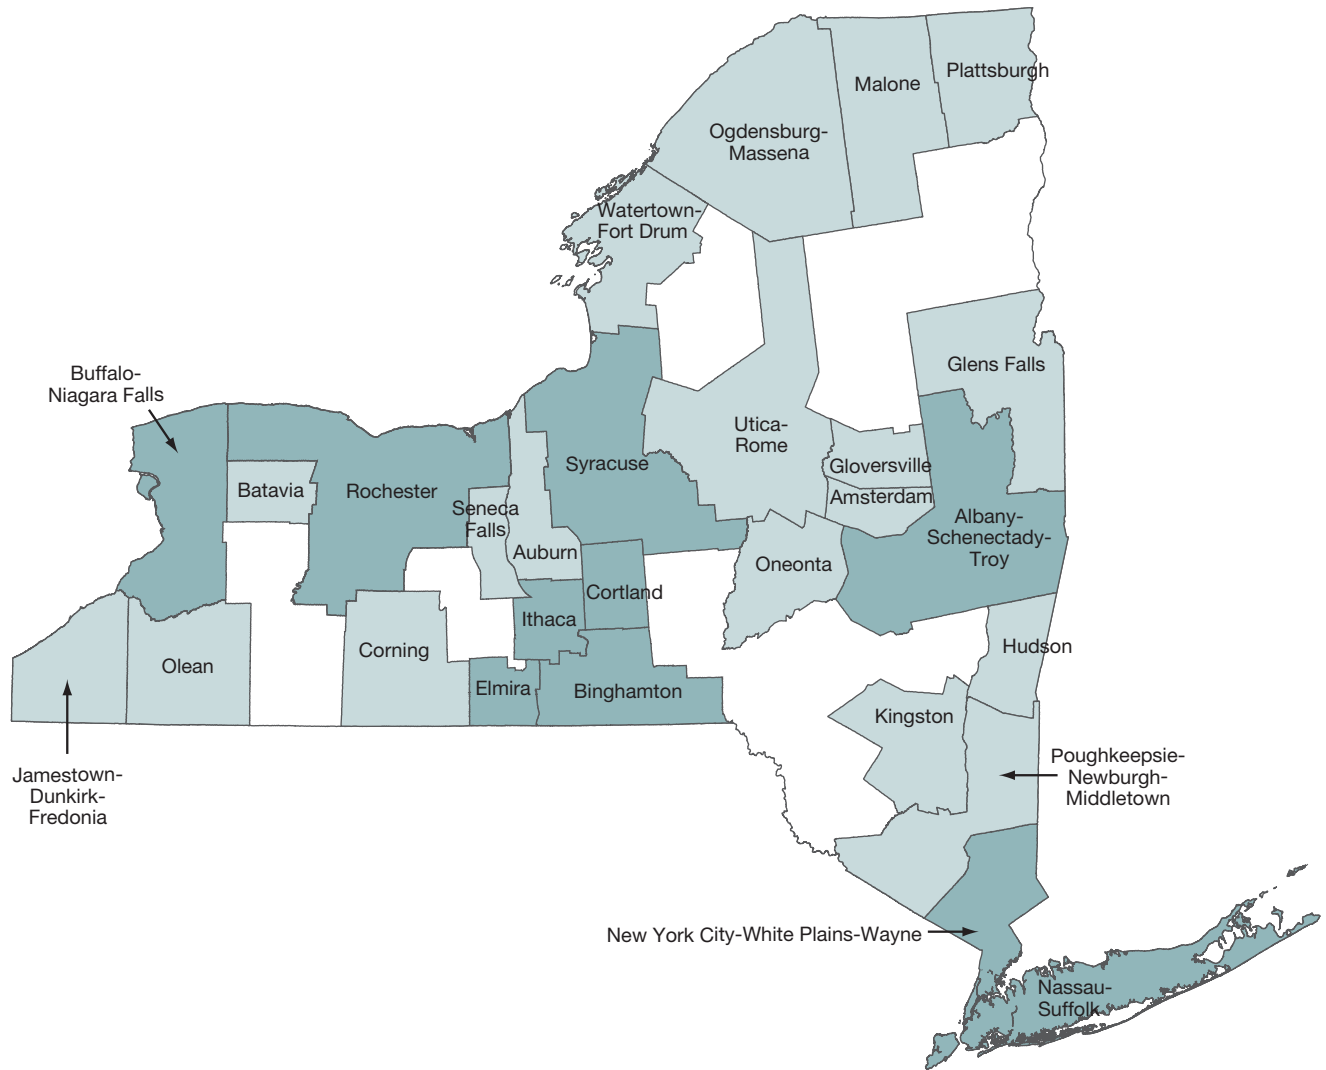 Plattsburgh
Malone
Ogdensburg-
Massena
Watertown-
Fort Drum
Glens Falls
Buffalo-
Niagara Falls
Utica-
Rome
Syracuse
Gloversville
Batavia
Rochester
Amsterdam
Seneca
Falls
Albany-
Schenectady-
Troy
Auburn
Oneonta
Cortland
Ithaca
Hudson
Corning
Olean
Elmira
Binghamton
Kingston
Jamestown-
Dunkirk-
Fredonia
Poughkeepsie-
Newburgh-
Middletown
New York City-White Plains-Wayne
Nassau-
Suffolk